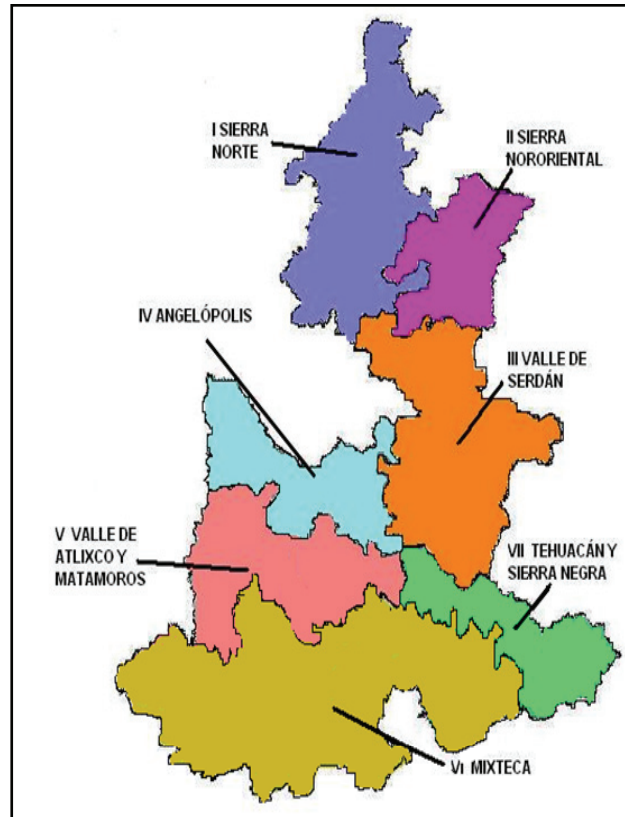 I SIERRA
NORTE
II SIERRA
NORORIENTAL
IV ANGELÓPOLIS
III VALLE DE
SERDÁN
V VALLE DE
ATLIXCO Y
MATAMOROS
VII TEHUACÁN Y
SIERRA NEGRA
VI MIXTECA